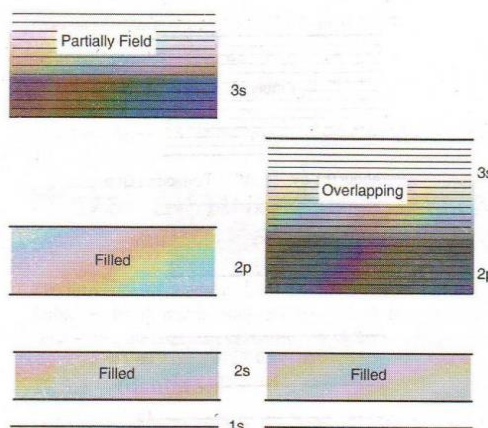 Partially Field
3s
3s
Overlapping
Filled
2p
2p
Filled
2s
Filled
1s